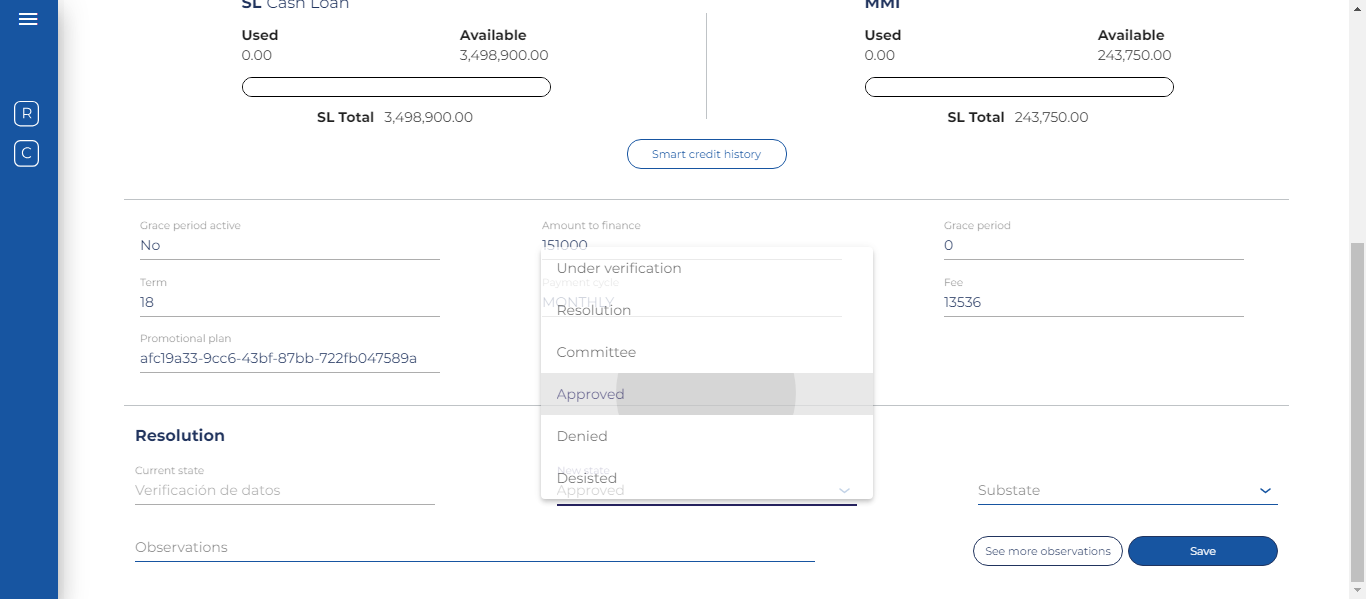 SL Cash Loan
MMI
Used
Available
0.00
3,498,900.00
Used
Available
0.00
243,750.00
SL Total 3,498,900.00
SL Total 243,750.00
R
C
Smart credit history
Grace period active
No
Amount to finance
151000
Grace period
0
Term
18
Payment cycle
MONTHLY
Fee
13536
Promotional plan
afc19a33-9cc6-43bf-87bb-722fb047589a
Under verification
Resolution
Committee
Approved
Denied
Desisted
Resolution
Current state
Verificación de datos
New state
Approved
Substate
Observations
See more observations
Save